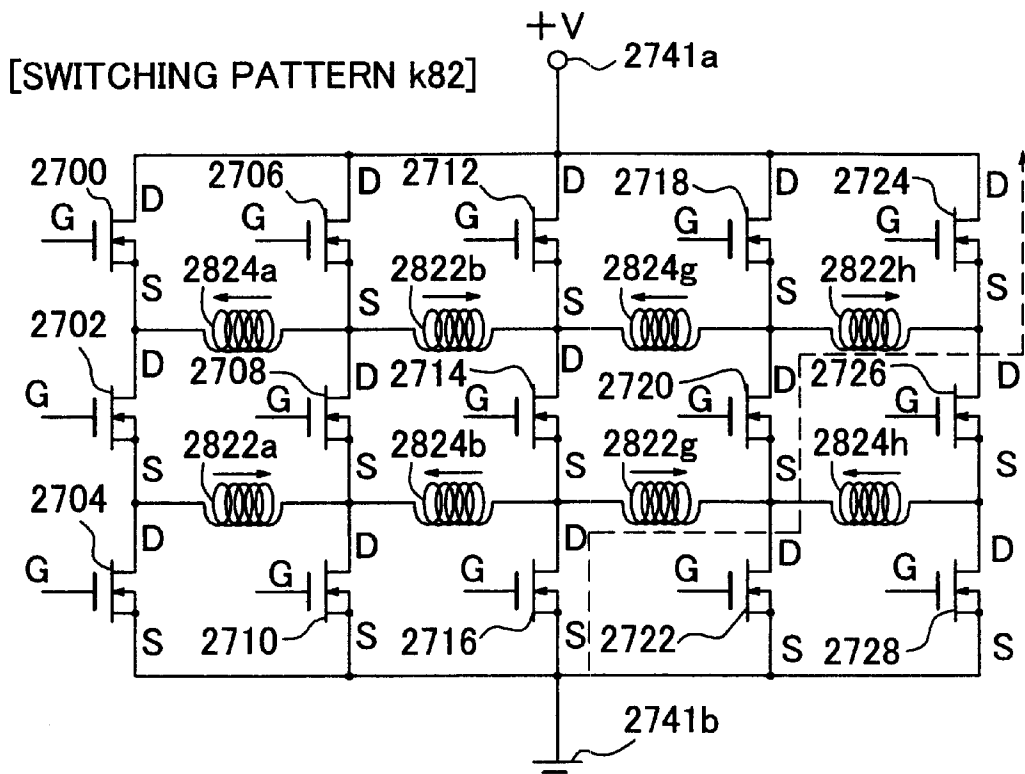 +V
2741a
[SWITCHING PATTERN k82]
2700 2706 2712 2718 2724
D D D D D
G G G G G
S S S S S
2824a 2822b 2824g 2822h
2702 2708 2714 2720 2726
D D D D D
G G G G G
2822a 2824b 2822g 2824h
S S S S S
2704
D D D D D
G G G G G
S S S S S
2710 2716 2722 2728
2741b